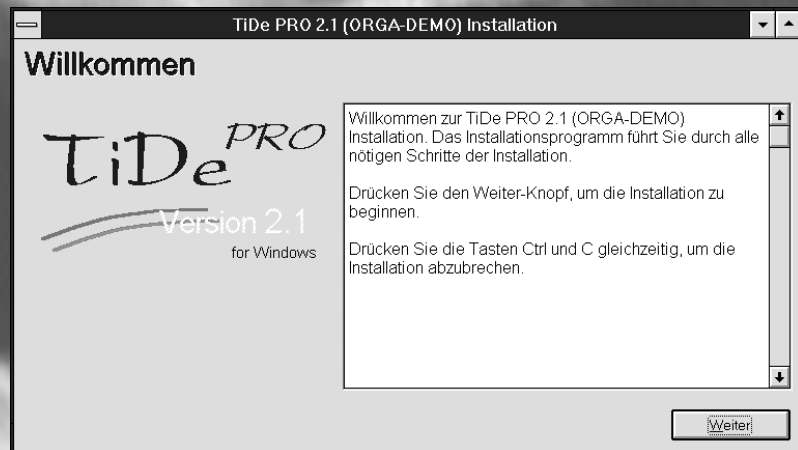 TiDe PRO 2.1 (ORGA-DEMO) Installation
Willkommen
TiDe PRO
Version 2.1
for Windows
Willkommen zur TiDe PRO 2.1 (ORGA-DEMO)
Installation. Das Installationsprogramm führt Sie durch alle
nötigen Schritte der Installation.
Drücken Sie den Weiter-Knopf, um die Installation zu
beginnen.
Drücken Sie die Tasten Ctrl und C gleichzeitig, um die
Installation abzubrechen.
Weiter